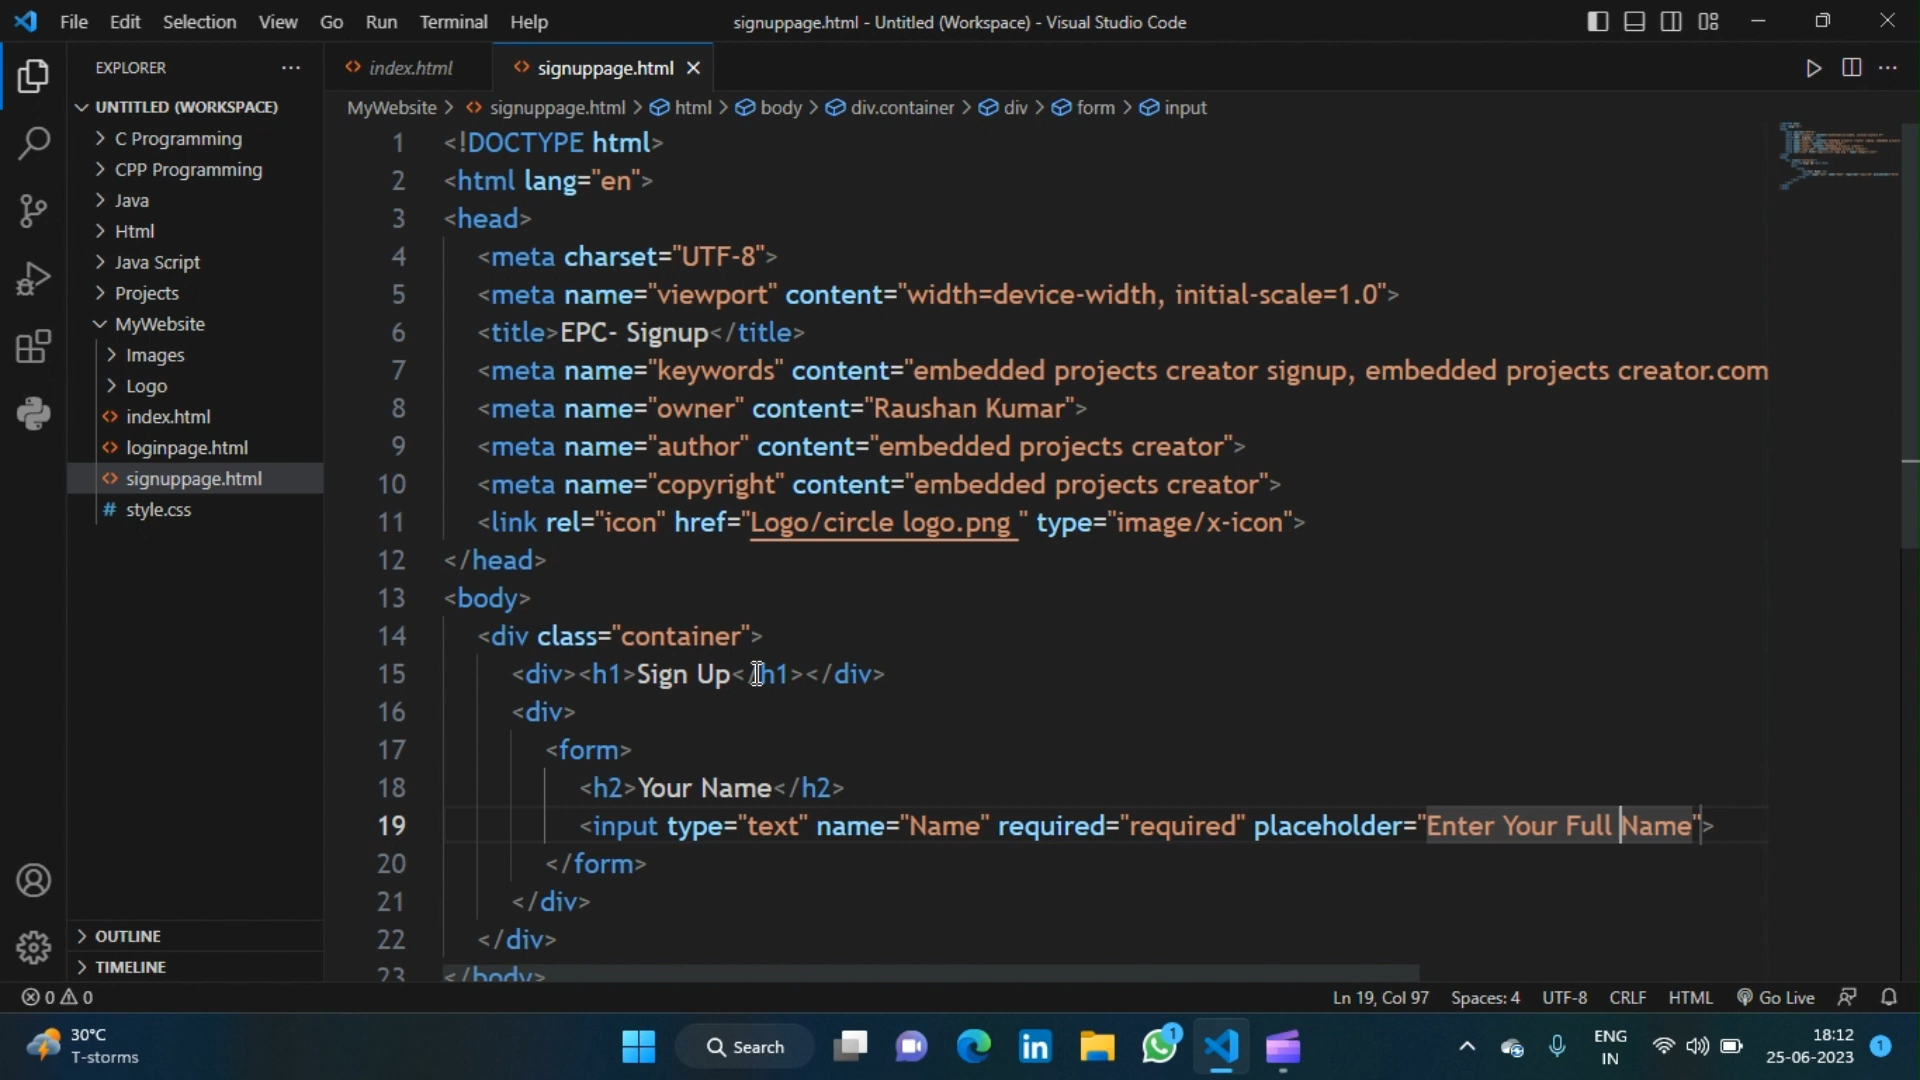 File Edit Selection View Go Run Terminal Help
signuppage.html - Untitled (Workspace) - Visual Studio Code
EXPLORER
UNTITLED (WORKSPACE)
C Programming
CPP Programming
Java
Html
Java Script
Projects
MyWebsite
Images
Logo
index.html
loginpage.html
signuppage.html
# style.css
OUTLINE
TIMELINE
index.html
signuppage.html
MyWebsite > signuppage.html > html > body > div.container > div > form > input
1 <!DOCTYPE html>
2 <html lang="en">
3 <head>
4 <meta charset="UTF-8">
5 <meta name="viewport" content="width=device-width, initial-scale=1.0">
6 <title>EPC- Signup</title>
7 <meta name="keywords" content="embedded projects creator signup, embedded projects creator.com
8 <meta name="owner" content="Raushan Kumar">
9 <meta name="author" content="embedded projects creator">
10 <meta name="copyright" content="embedded projects creator">
11 <link rel="icon" href="Logo/circle logo.png " type="image/x-icon">
12 </head>
13 <body>
14 <div class="container">
15 <div><h1>Sign Up</h1></div>
16 <div>
17 <form>
18 <h2>Your Name</h2>
19 <input type="text" name="Name" required="required" placeholder="Enter Your Full Name">
20 </form>
21 </div>
22 </div>
23 </body>
0 0
Ln 19, Col 97 Spaces: 4 UTF-8 CRLF HTML Go Live
30°C
T-storms
Search
1
ENG
IN
18:12
25-06-2023
1